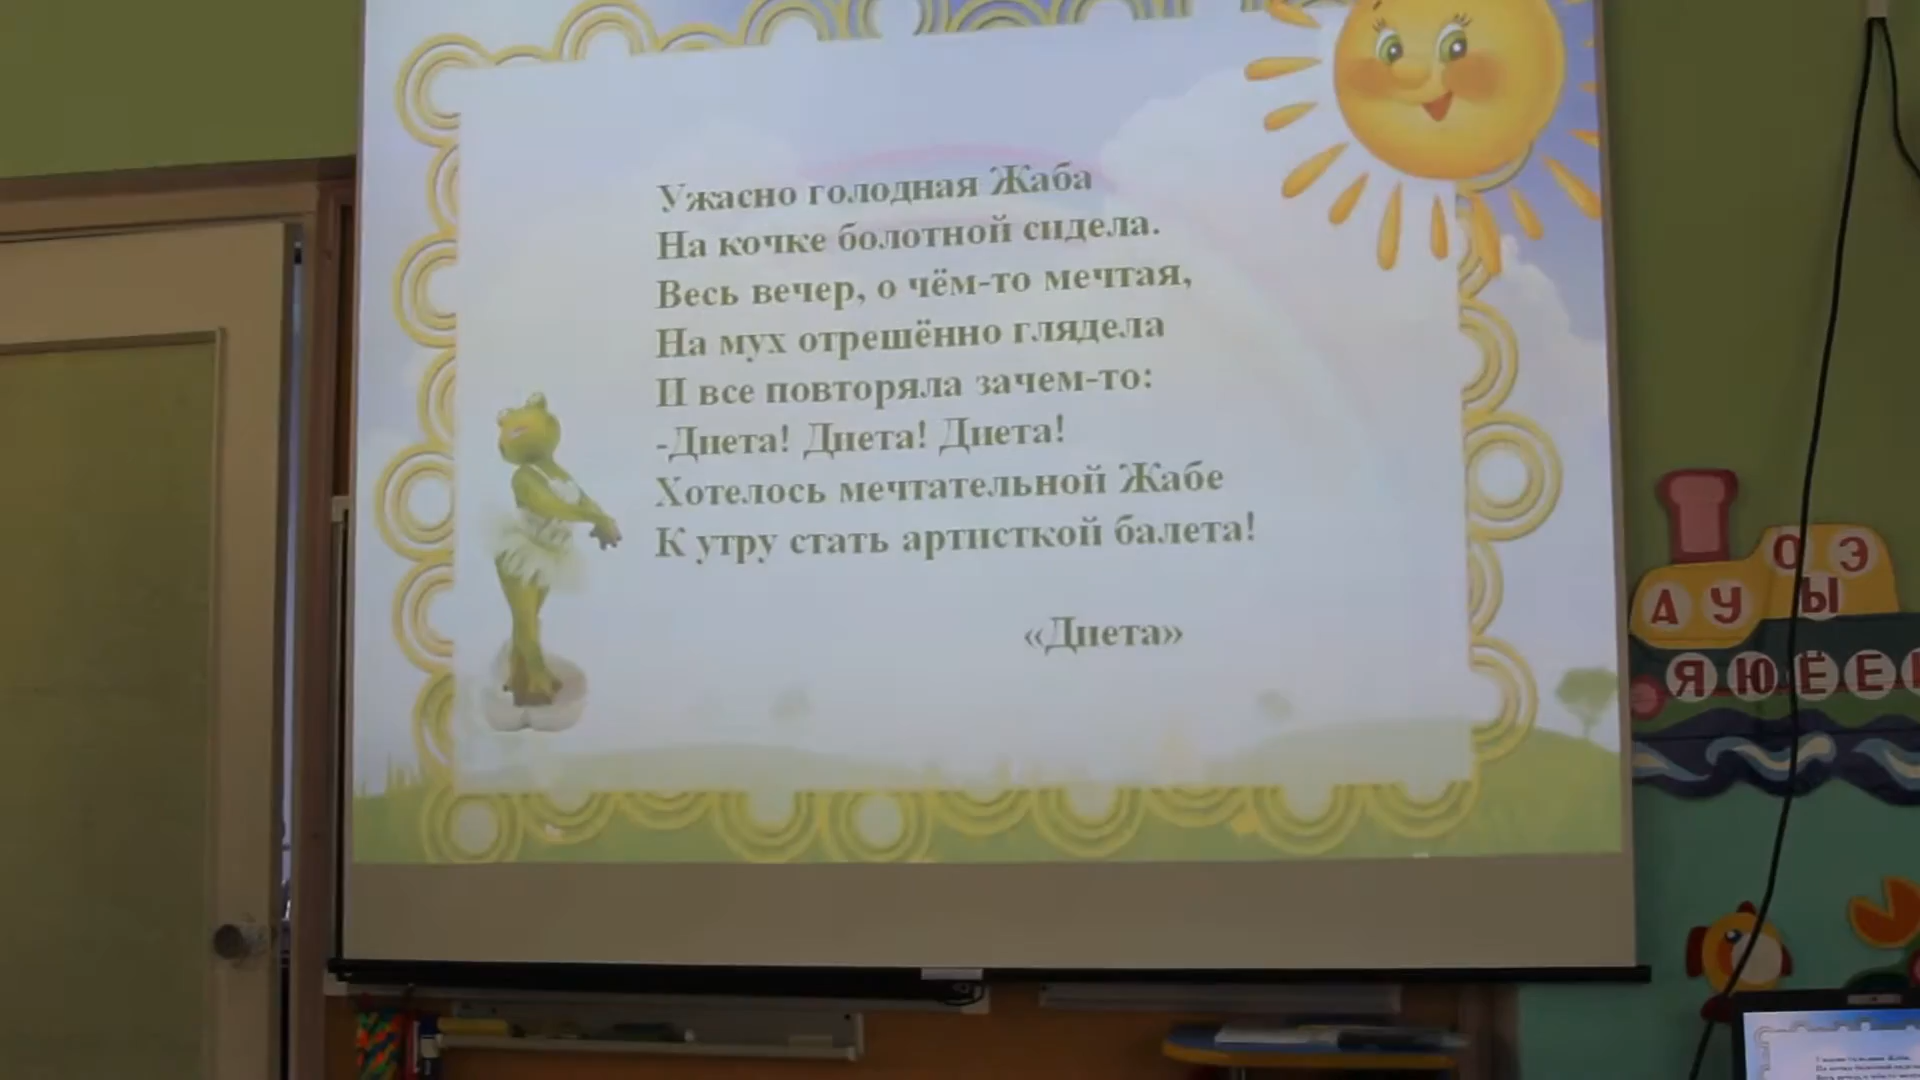 Ужасно голодная Жаба
На кочке болотной сидела.
Весь вечер, о чём-то мечтая,
На мух отрешённо глядела
И все повторяла зачем-то:
-Диета! Диета! Диета!
Хотелось мечтательной Жабе
К утру стать артисткой балета!
«Диета»
О Э
А У Ы
Я Ю Ё Е